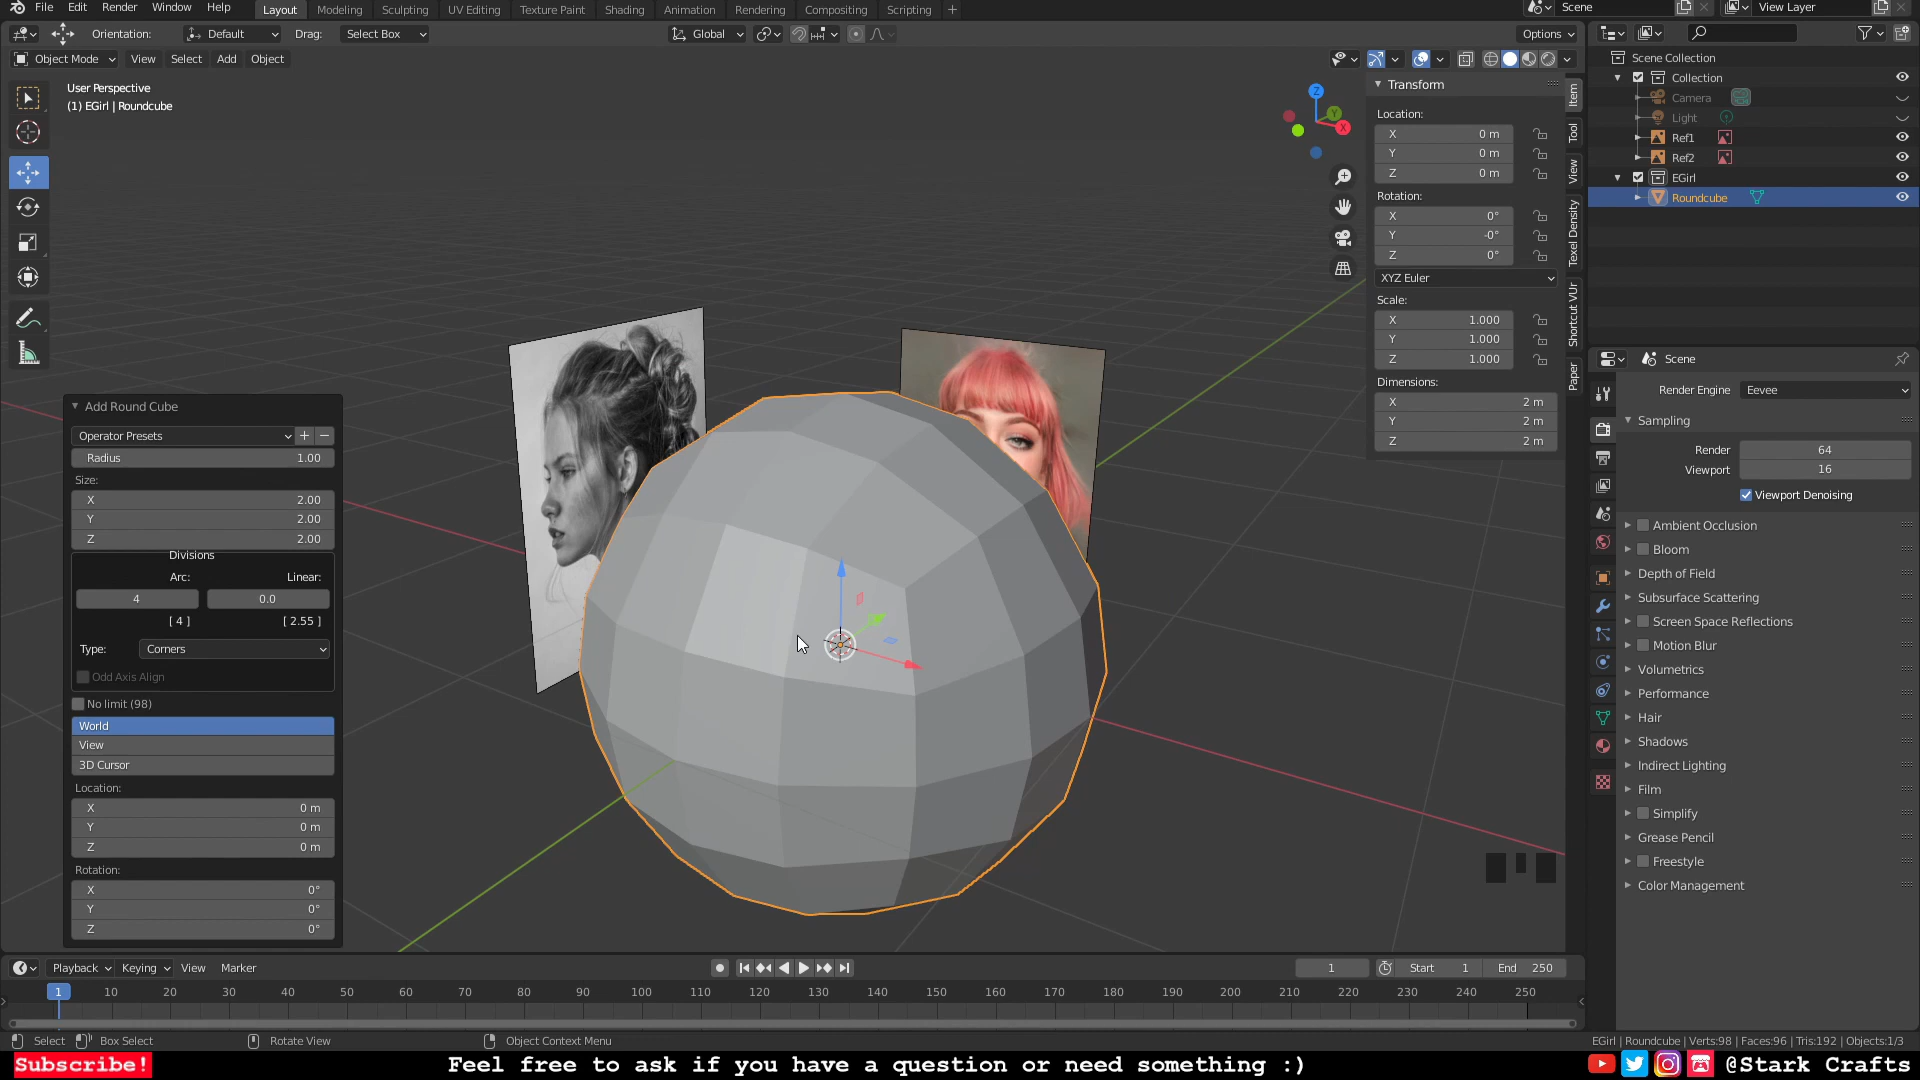 File Edit Render Window Help Layout Modeling Sculpting UV Editing Texture Paint Shading Animation Rendering Compositing Scripting + Scene View Layer
Orientation: Default Drag: Select Box Global Options
Object Mode View Select Add Object
User Perspective
(1) EGirl | Roundcube
Add Round Cube
Operator Presets
Radius 1.00
Size:
X 2.00
Y 2.00
Z 2.00
Divisions
Arc: Linear:
4 0.0
[ 4 ] [ 2.55 ]
Type: Corners
Odd Axis Align
No limit (98)
World
View
3D Cursor
Location:
X 0 m
Y 0 m
Z 0 m
Rotation:
X 0°
Y 0°
Z 0°
Z
Y
X
Transform
Location:
X 0 m
Y 0 m
Z 0 m
Rotation:
X 0°
Y -0°
Z 0°
XYZ Euler
Scale:
X 1.000
Y 1.000
Z 1.000
Dimensions:
X 2 m
Y 2 m
Z 2 m
Item
Tool
View
Texel Density
Shortcut VUr
Paper
Scene Collection
Collection
Camera
Light
Ref1
Ref2
EGirl
Roundcube
Scene
Render Engine Eevee
Sampling
Render 64
Viewport 16
Viewport Denoising
Ambient Occlusion
Bloom
Depth of Field
Subsurface Scattering
Screen Space Reflections
Motion Blur
Volumetrics
Performance
Hair
Shadows
Indirect Lighting
Film
Simplify
Grease Pencil
Freestyle
Color Management
Playback Keying View Marker 1 Start 1 End 250
1 10 20 30 40 50 60 70 80 90 100 110 120 130 140 150 160 170 180 190 200 210 220 230 240 250
Select Box Select Rotate View Object Context Menu EGirl | Roundcube | Verts:98 | Faces:96 | Tris:192 | Objects:1/3
Subscribe! Feel free to ask if you have a question or need something :) @Stark Crafts